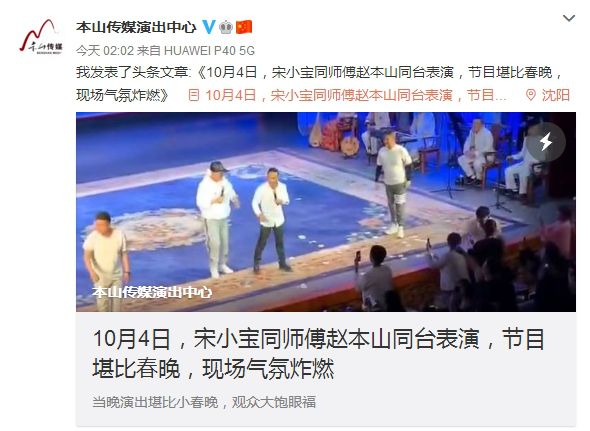 本山传媒演出中心
今天 02:02 来自 HUAWEI P40 5G
我发表了头条文章:《10月4日，宋小宝同师傅赵本山同台表演，节目堪比春晚，
现场气氛炸燃》 10月4日，宋小宝同师傅赵本山同台表演，节目... 沈阳
本山传媒
本山传媒演出中心
10月4日，宋小宝同师傅赵本山同台表演，节目
堪比春晚，现场气氛炸燃
当晚演出堪比小春晚，观众大饱眼福